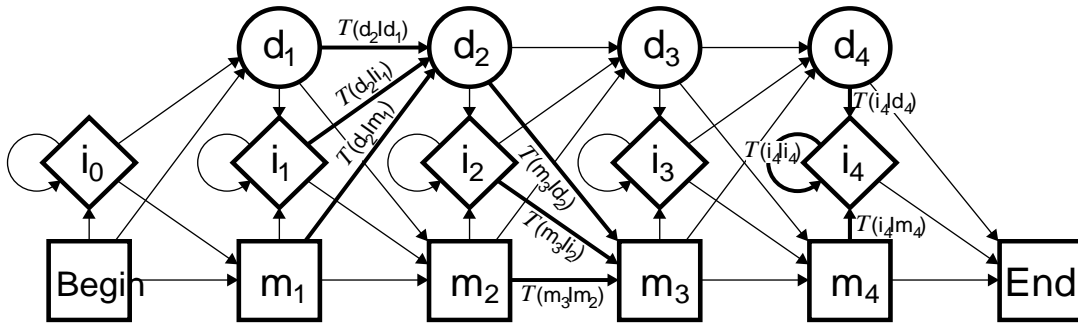 T(d₂|d₁)
d₁
d₂
d₃
d₄
T(d₂|i₁)
T(d₂|m₁)
T(i₄|d₄)
i₀
i₁
i₂
i₃
T(i₄|i₄)
i₄
T(m₃|d₂)
T(m₃|i₂)
T(i₄|m₄)
Begin
m₁
m₂
T(m₃|m₂)
m₃
m₄
End